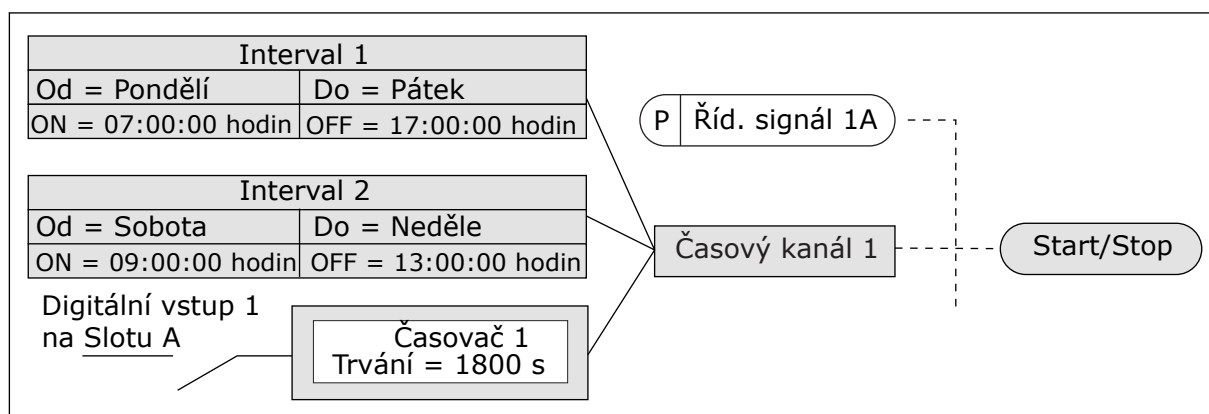 Interval 1
Od = Pondělí Do = Pátek
ON = 07:00:00 hodin OFF = 17:00:00 hodin
P Říd. signál 1A
Interval 2
Od = Sobota Do = Neděle
ON = 09:00:00 hodin OFF = 13:00:00 hodin
Časový kanál 1
Start/Stop
Digitální vstup 1
na Slotu A
Časovač 1
Trvání = 1800 s